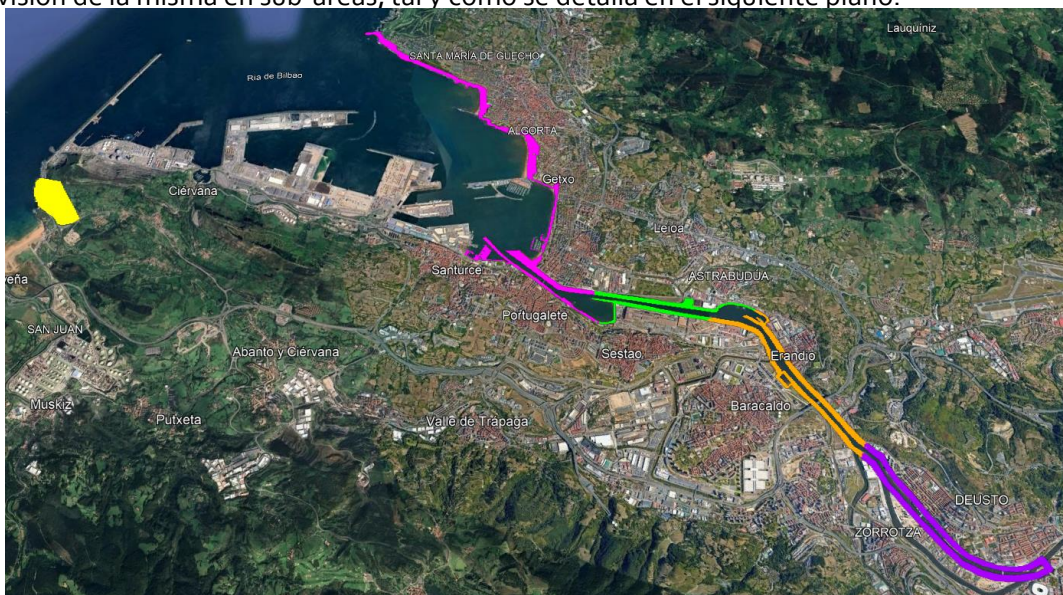 visión de la misma en sub-áreas, tal y como se detalla en el siguiente plano.
Lauquíniz
SANTA MARÍA DE GUECHO
Ría de Bilbao
ALGORTA
Getxo
Ciérvana
Leioa
Santurce
ASTRABUDUA
eña
Portugalete
SAN JUAN
Abanto y Ciérvana
Sestao
Erandio
Muskiz
Baracaldo
Putxeta
Valle de Trápaga
DEUSTO
ZORROTZA